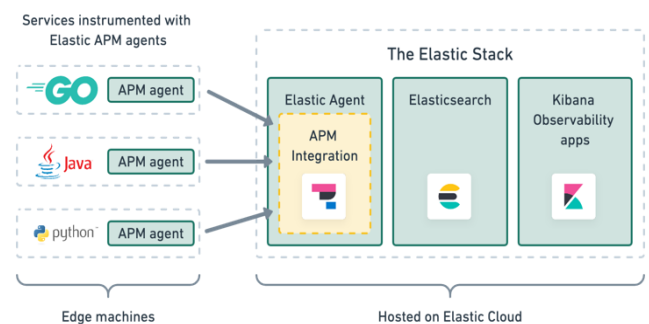 Services instrumented with
Elastic APM agents
GO
APM agent
Java
APM agent
python
APM agent
Edge machines
The Elastic Stack
Elastic Agent
APM
Integration
Elasticsearch
Kibana
Observability
apps
Hosted on Elastic Cloud